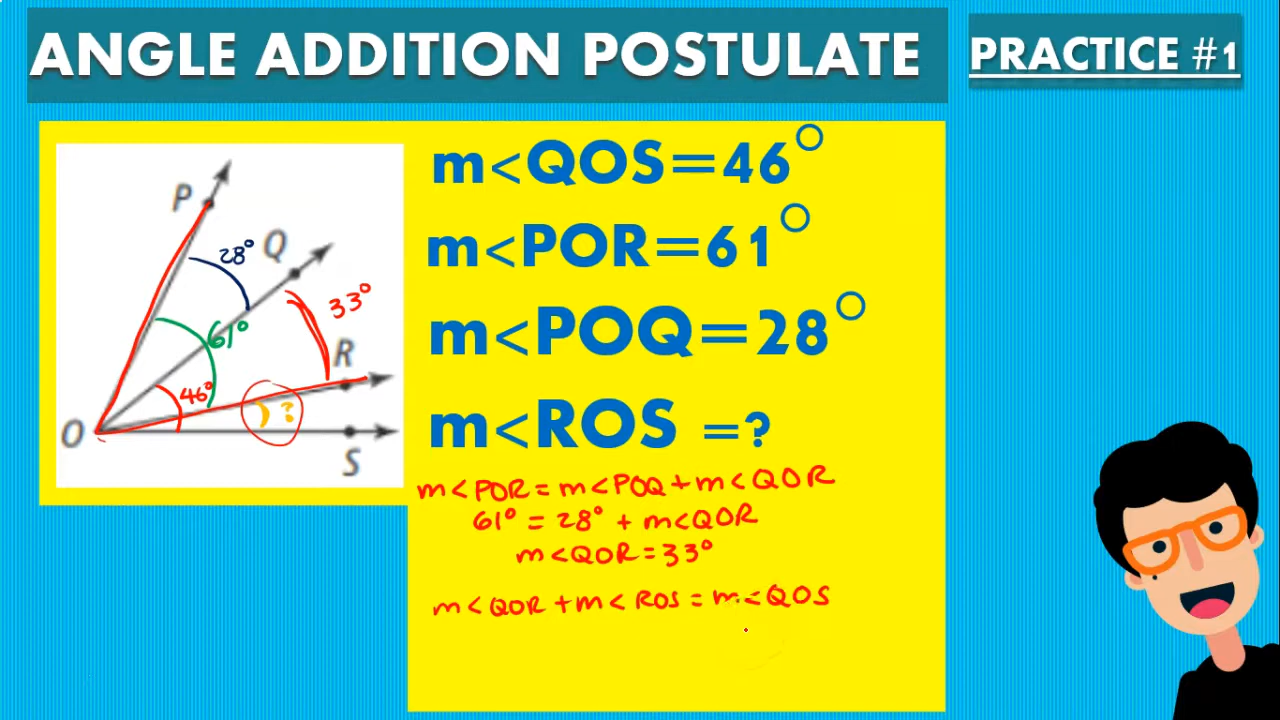 ANGLE ADDITION POSTULATE
PRACTICE #1
m<QOS=46°
m<POR=61°
m<POQ=28°
m<ROS =?
P
28°
Q
33°
61°
R
46°
?
O
S
m<POR = m<POQ + m<QOR
61° = 28° + m<QOR
m<QOR = 33°
m<QOR + m<ROS = m<QOS